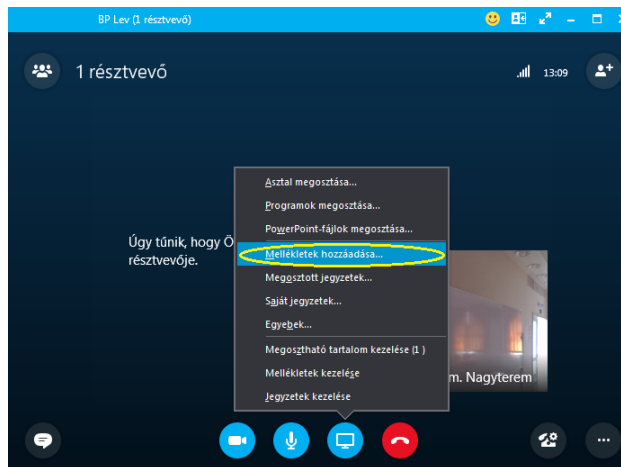 BP Lev (1 résztvevő)
1 résztvevő
13:09
Asztal megosztása...
Programok megosztása...
PowerPoint-fájlok megosztása...
Úgy tűnik, hogy Ö
résztvevője.
Mellékletek hozzáadása...
Megosztott jegyzetek...
Saját jegyzetek...
Egyebek...
Megosztható tartalom kezelése (1 )
Mellékletek kezelése
Jegyzetek kezelése
m. Nagyterem